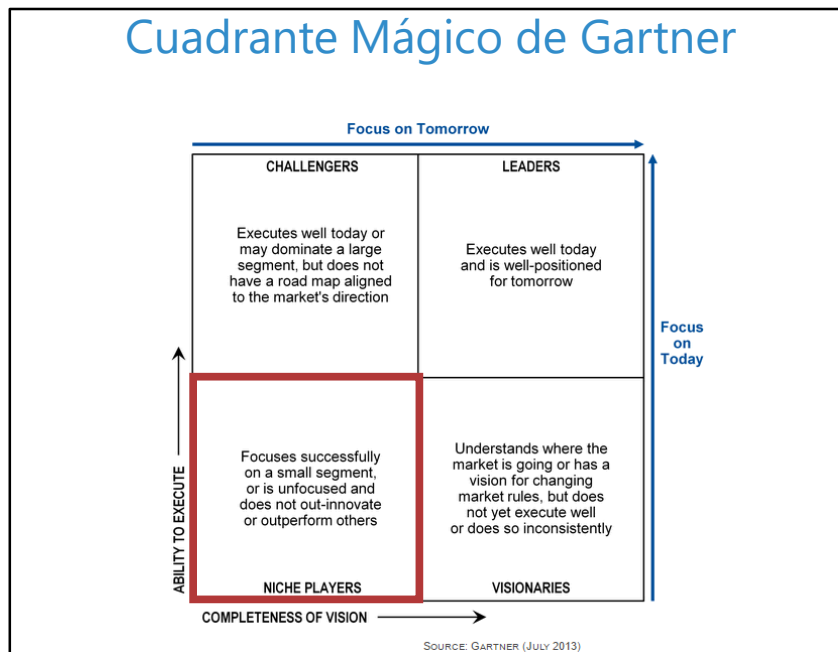 Cuadrante Mágico de Gartner
Focus on Tomorrow
CHALLENGERS
Executes well today or
may dominate a large
segment, but does not
have a road map aligned
to the market's direction
LEADERS
Executes well today
and is well-positioned
for tomorrow
Focus
on
Today
ABILITY TO EXECUTE
Focuses successfully
on a small segment,
or is unfocused and
does not out-innovate
or outperform others
NICHE PLAYERS
Understands where the
market is going or has a
vision for changing
market rules, but does
not yet execute well
or does so inconsistently
VISIONARIES
COMPLETENESS OF VISION
SOURCE: GARTNER (JULY 2013)